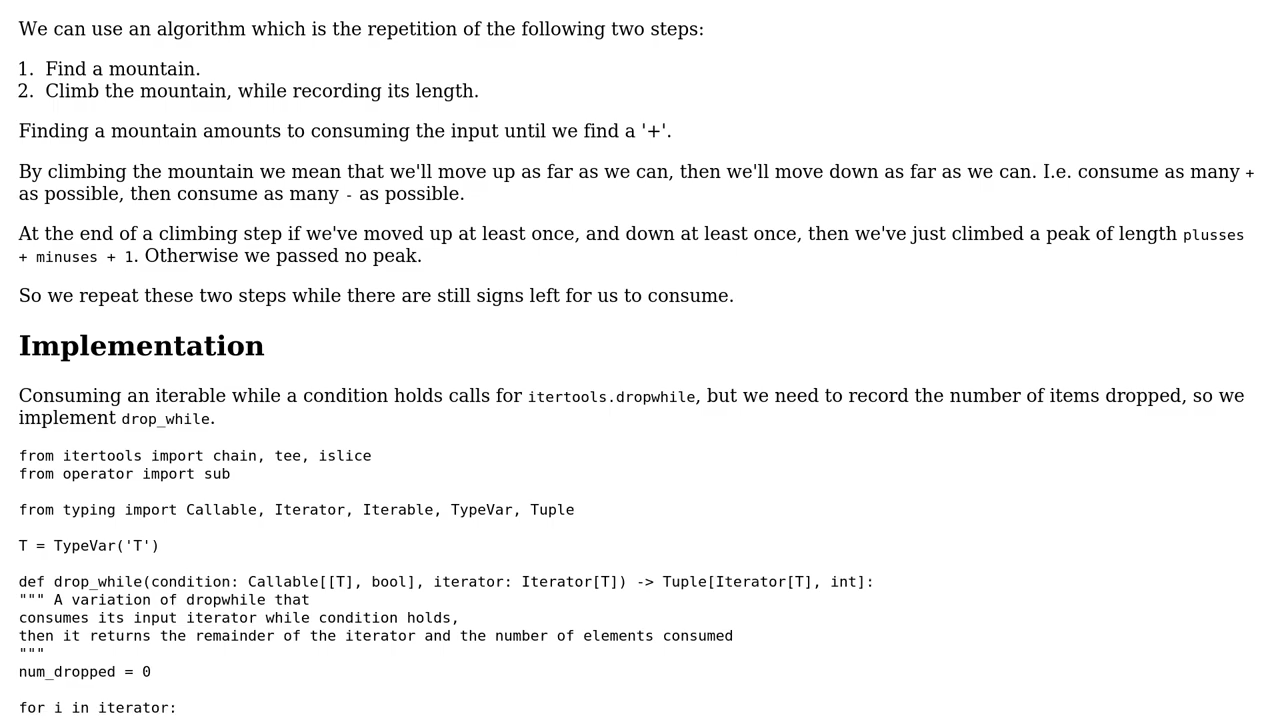 We can use an algorithm which is the repetition of the following two steps:
1. Find a mountain.
2. Climb the mountain, while recording its length.
Finding a mountain amounts to consuming the input until we find a '+'.
By climbing the mountain we mean that we'll move up as far as we can, then we'll move down as far as we can. I.e. consume as many +
as possible, then consume as many - as possible.
At the end of a climbing step if we've moved up at least once, and down at least once, then we've just climbed a peak of length plusses
+ minuses + 1. Otherwise we passed no peak.
So we repeat these two steps while there are still signs left for us to consume.
Implementation
Consuming an iterable while a condition holds calls for itertools.dropwhile, but we need to record the number of items dropped, so we
implement drop_while.
from itertools import chain, tee, islice
from operator import sub
from typing import Callable, Iterator, Iterable, TypeVar, Tuple
T = TypeVar('T')
def drop_while(condition: Callable[[T], bool], iterator: Iterator[T]) -> Tuple[Iterator[T], int]:
""" A variation of dropwhile that
consumes its input iterator while condition holds,
then it returns the remainder of the iterator and the number of elements consumed
"""
num_dropped = 0
for i in iterator: